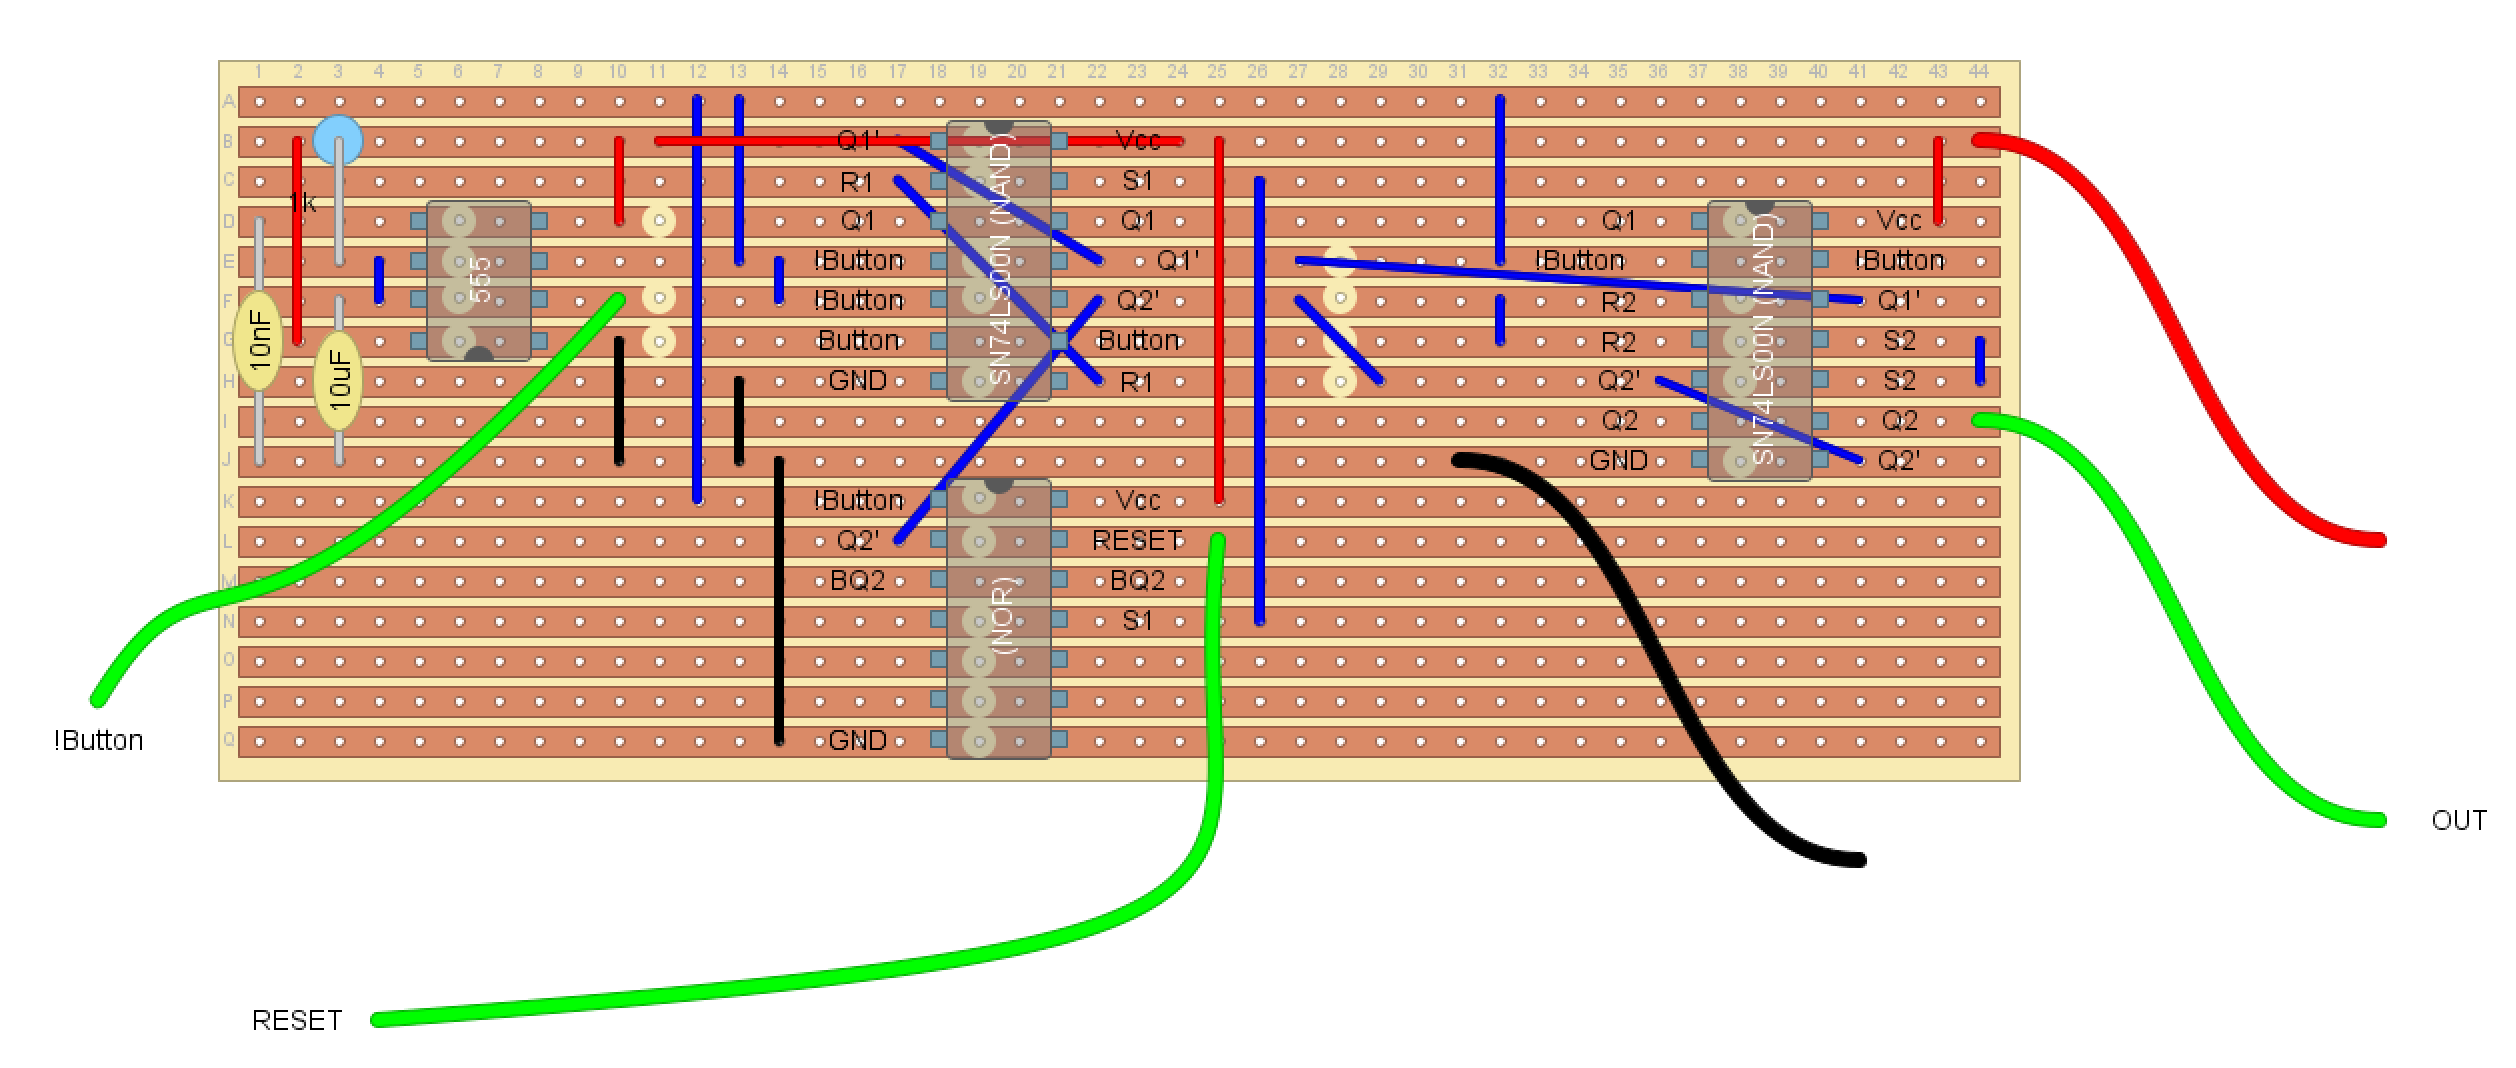 1 2 3 4 5 6 7 8 9 10 11 12 13 14 15 16 17 18 19 20 21 22 23 24 25 26 27 28 29 30 31 32 33 34 35 36 37 38 39 40 41 42 43 44
A
B Q1' Vcc
C R1 S1
1k
D Q1 Q1 Q1 Vcc
E !Button Q1' !Button !Button
F !Button Q2' R2 Q1'
G Button Button R2 S2
H GND R1 Q2' S2
I Q2 Q2
J GND Q2'
K !Button Vcc
L Q2' RESET
M BQ2 BQ2
N S1
O
P
Q GND
10nF
10uF
555
SN74LS00N (NAND)
(NOR)
SN74LS00N (NAND)
!Button
OUT
RESET